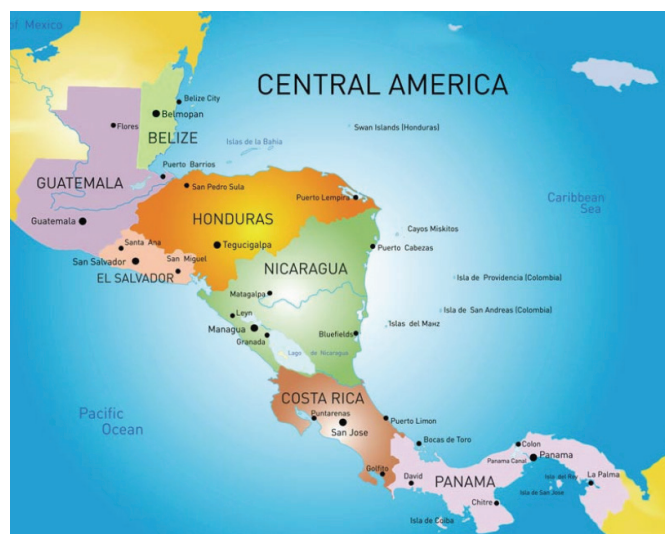 of Mexico
CENTRAL AMERICA
Belize City
Belmopan
Flores
BELIZE
Swan Islands (Honduras)
Islas de la Bahia
Puerto Barrios
GUATEMALA
San Pedro Sula
Puerto Lempira
Caribbean
Sea
Guatemala
HONDURAS
Cayos Miskitos
Santa Ana
Tegucigalpa
Puerto Cabezas
San Salvador
San Miguel
NICARAGUA
EL SALVADOR
Isla de Providencia (Colombia)
Matagalpa
Isla de San Andreas (Colombia)
Leyn
Managua
Islas del Maнz
Granada
Bluefields
Lago de Nicaragua
COSTA RICA
Pacific
Ocean
Puntarenas
Puerto Limon
San Jose
Bocas de Toro
Colon
Panama Canal
Panama
Golfito
David
PANAMA
Isle del Rey
La Palma
Isla de San Jose
Chitre
Isla de Coiba